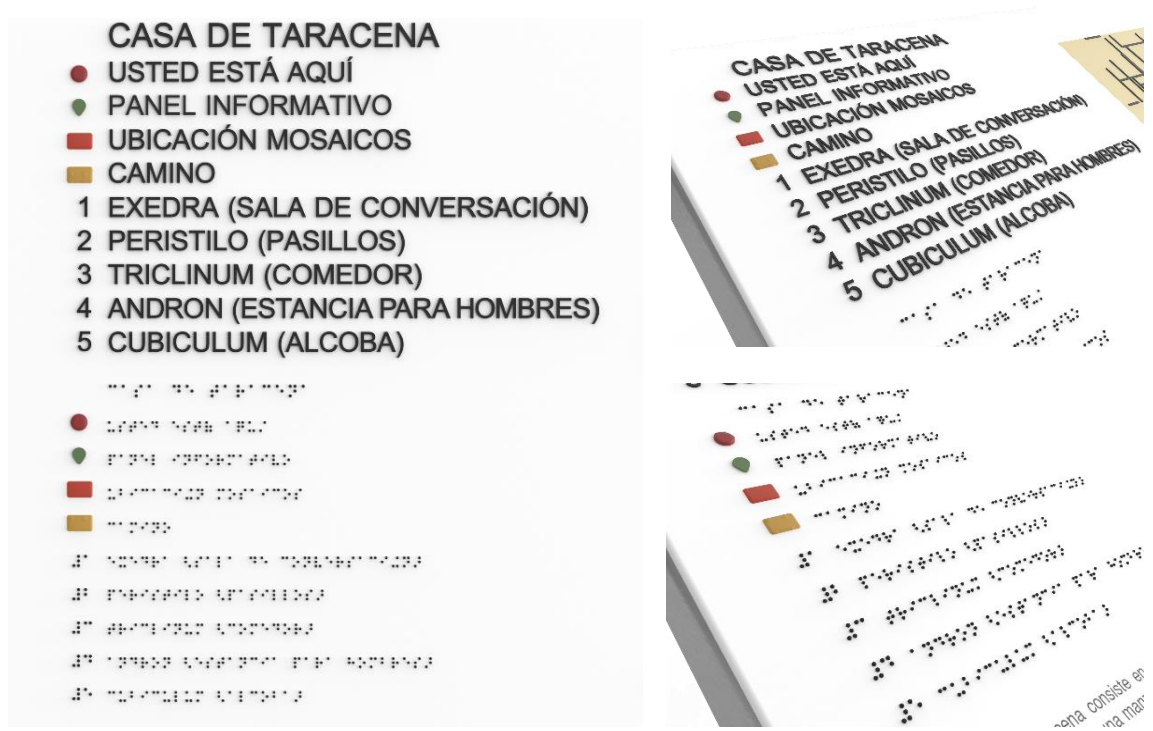 CASA DE TARACENA
USTED ESTÁ AQUÍ
PANEL INFORMATIVO
UBICACIÓN MOSAICOS
CAMINO
1 EXEDRA (SALA DE CONVERSACIÓN)
2 PERISTILO (PASILLOS)
3 TRICLINUM (COMEDOR)
4 ANDRON (ESTANCIA PARA HOMBRES)
5 CUBICULUM (ALCOBA)
⠉⠁⠎⠁ ⠙⠑ ⠞⠁⠗⠁⠉⠑⠝⠁
⠥⠎⠞⠑⠙ ⠑⠎⠞⠷ ⠁⠟⠥⠌
⠏⠁⠝⠑⠇ ⠊⠝⠋⠕⠗⠍⠁⠞⠊⠧⠕
⠥⠃⠊⠉⠁⠉⠊⠬⠝ ⠍⠕⠎⠁⠊⠉⠕⠎
⠉⠁⠍⠊⠝⠕
⠼⠁ ⠑⠭⠑⠙⠗⠁ ⠣⠎⠁⠇⠁ ⠙⠑ ⠉⠕⠝⠧⠑⠗⠎⠁⠉⠊⠬⠝⠜
⠼⠃ ⠏⠑⠗⠊⠎⠞⠊⠇⠕ ⠣⠏⠁⠎⠊⠇⠇⠕⠎⠜
⠼⠉ ⠞⠗⠊⠉⠇⠊⠝⠥⠍ ⠣⠉⠕⠍⠑⠙⠕⠗⠜
⠼⠙ ⠁⠝⠙⠗⠕⠝ ⠣⠑⠎⠞⠁⠝⠉⠊⠁ ⠏⠁⠗⠁ ⠓⠕⠍⠃⠗⠑⠎⠜
⠼⠑ ⠉⠥⠃⠊⠉⠥⠇⠥⠍ ⠣⠁⠇⠉⠕⠃⠁⠜
CASA DE TARACENA
USTED ESTÁ AQUÍ
PANEL INFORMATIVO
UBICACIÓN MOSAICOS
CAMINO
1 EXEDRA (SALA DE CONVERSACIÓN)
2 PERISTILO (PASILLOS)
3 TRICLINUM (COMEDOR)
4 ANDRON (ESTANCIA PARA HOMBRES)
5 CUBICULUM (ALCOBA)
consiste en